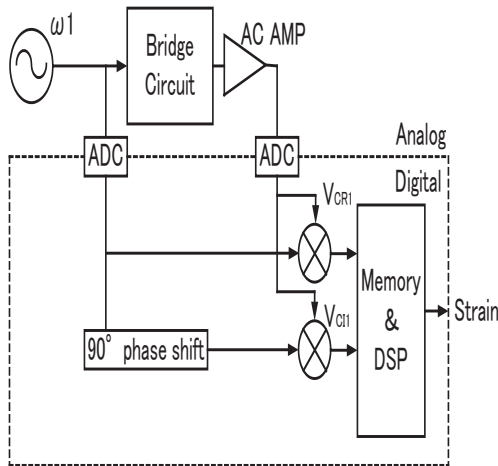 ω1
Bridge
Circuit
AC AMP
ADC
ADC
Analog
Digital
VCR1
VCI1
Memory
&
DSP
Strain
90° phase shift